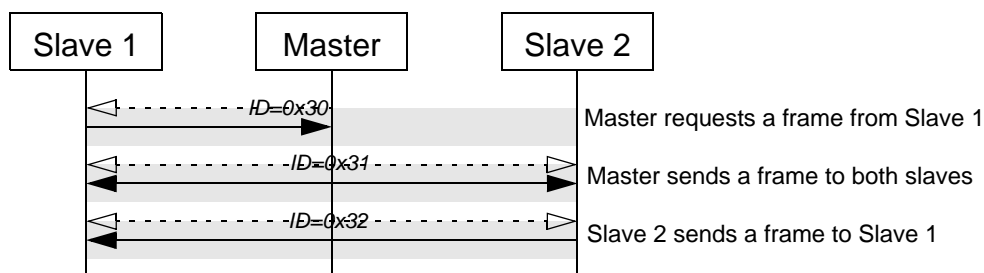 Slave 1
Master
Slave 2
ID=0x30
Master requests a frame from Slave 1
ID=0x31
Master sends a frame to both slaves
ID=0x32
Slave 2 sends a frame to Slave 1